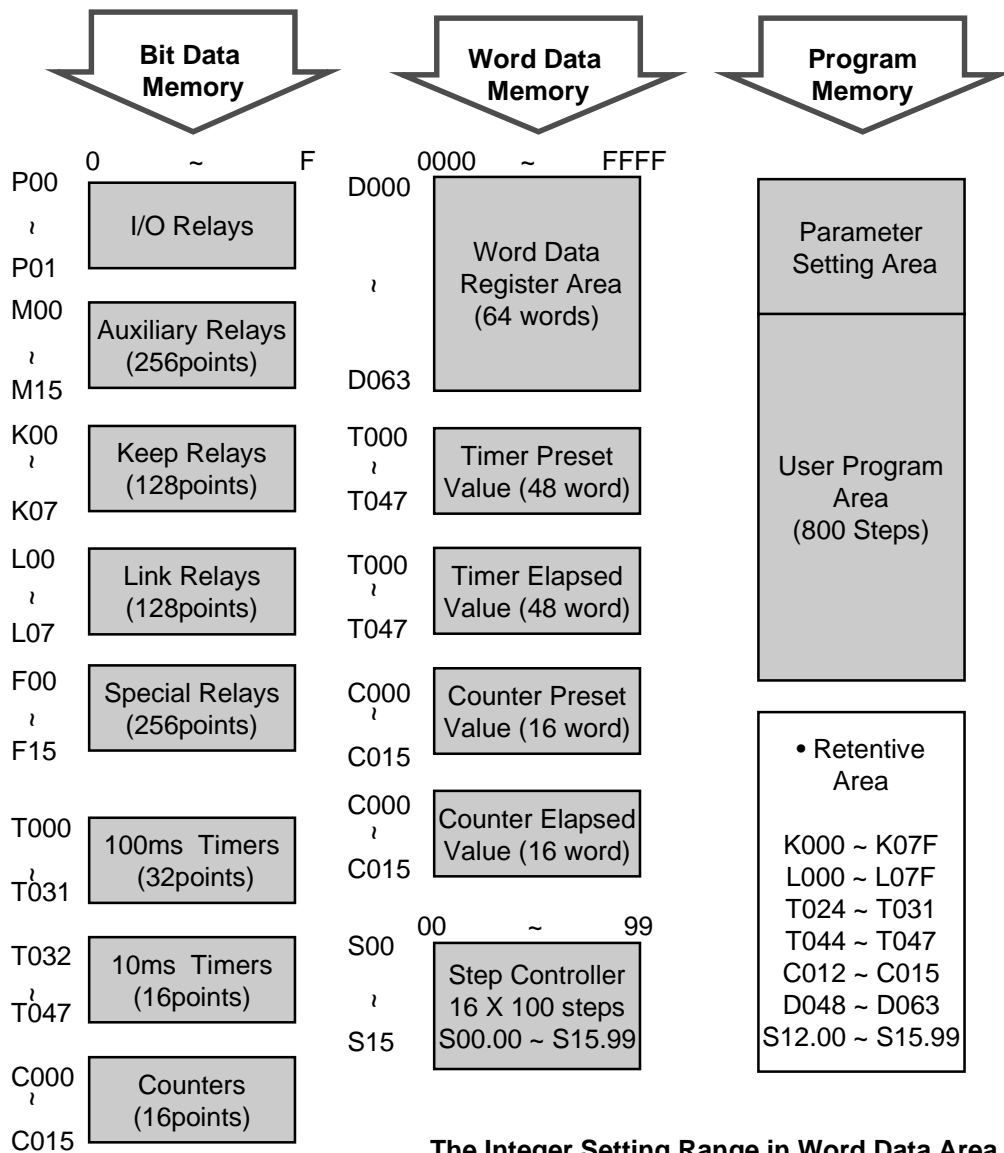 Bit Data
Memory
0 ~ F
P00
~
P01
I/O Relays
M00
~
M15
Auxiliary Relays
(256points)
K00
~
K07
Keep Relays
(128points)
L00
~
L07
Link Relays
(128points)
F00
~
F15
Special Relays
(256points)
T000
~
T031
100ms Timers
(32points)
T032
~
T047
10ms Timers
(16points)
C000
~
C015
Counters
(16points)
Word Data
Memory
0000 ~ FFFF
D000
~
D063
Word Data
Register Area
(64 words)
T000
~
T047
Timer Preset
Value (48 word)
T000
~
T047
Timer Elapsed
Value (48 word)
C000
~
C015
Counter Preset
Value (16 word)
C000
~
C015
Counter Elapsed
Value (16 word)
00 ~ 99
S00
~
S15
Step Controller
16 X 100 steps
S00.00 ~ S15.99
Program
Memory
Parameter
Setting Area
User Program
Area
(800 Steps)
• Retentive
Area
K000 ~ K07F
L000 ~ L07F
T024 ~ T031
T044 ~ T047
C012 ~ C015
D048 ~ D063
S12.00 ~ S15.99
The Integer Setting Range in Word Data Area